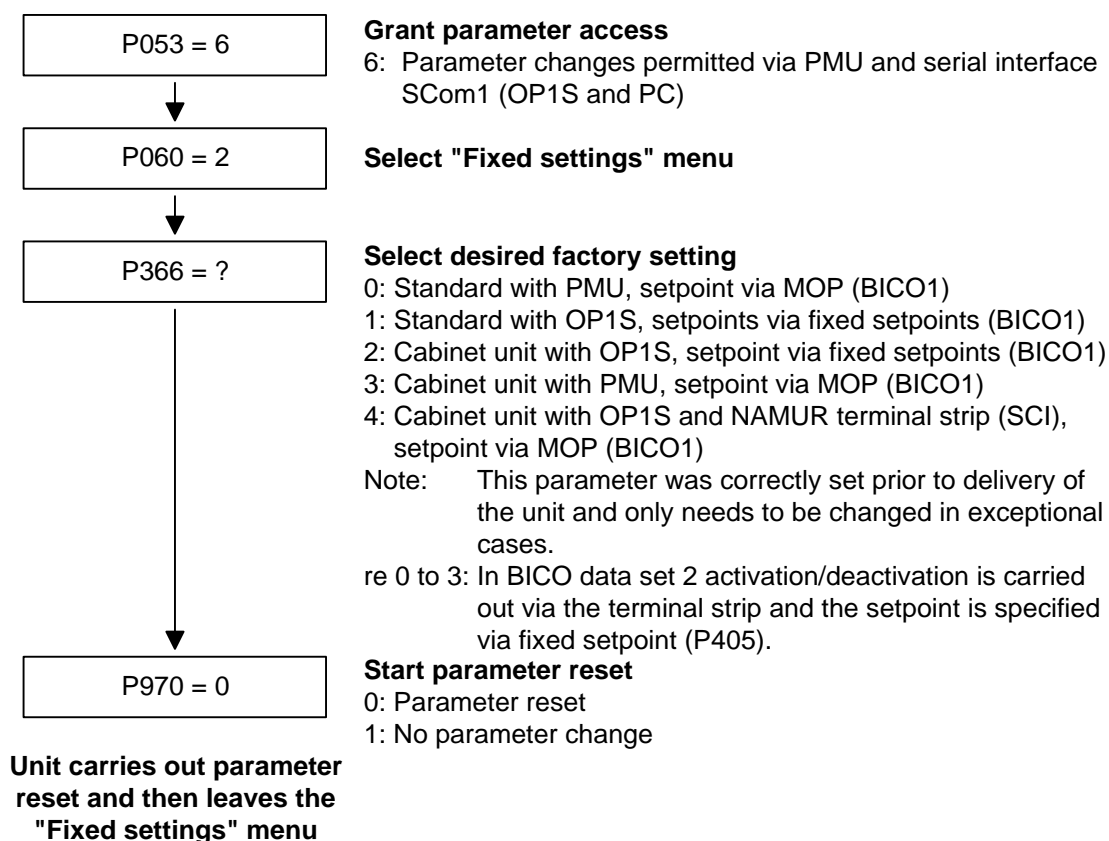 P053 = 6
Grant parameter access
6: Parameter changes permitted via PMU and serial interface
SCom1 (OP1S and PC)
P060 = 2
Select "Fixed settings" menu
P366 = ?
Select desired factory setting
0: Standard with PMU, setpoint via MOP (BICO1)
1: Standard with OP1S, setpoints via fixed setpoints (BICO1)
2: Cabinet unit with OP1S, setpoint via fixed setpoints (BICO1)
3: Cabinet unit with PMU, setpoint via MOP (BICO1)
4: Cabinet unit with OP1S and NAMUR terminal strip (SCI),
setpoint via MOP (BICO1)
Note: This parameter was correctly set prior to delivery of
the unit and only needs to be changed in exceptional
cases.
re 0 to 3: In BICO data set 2 activation/deactivation is carried
out via the terminal strip and the setpoint is specified
via fixed setpoint (P405).
P970 = 0
Start parameter reset
0: Parameter reset
1: No parameter change
Unit carries out parameter
reset and then leaves the
"Fixed settings" menu